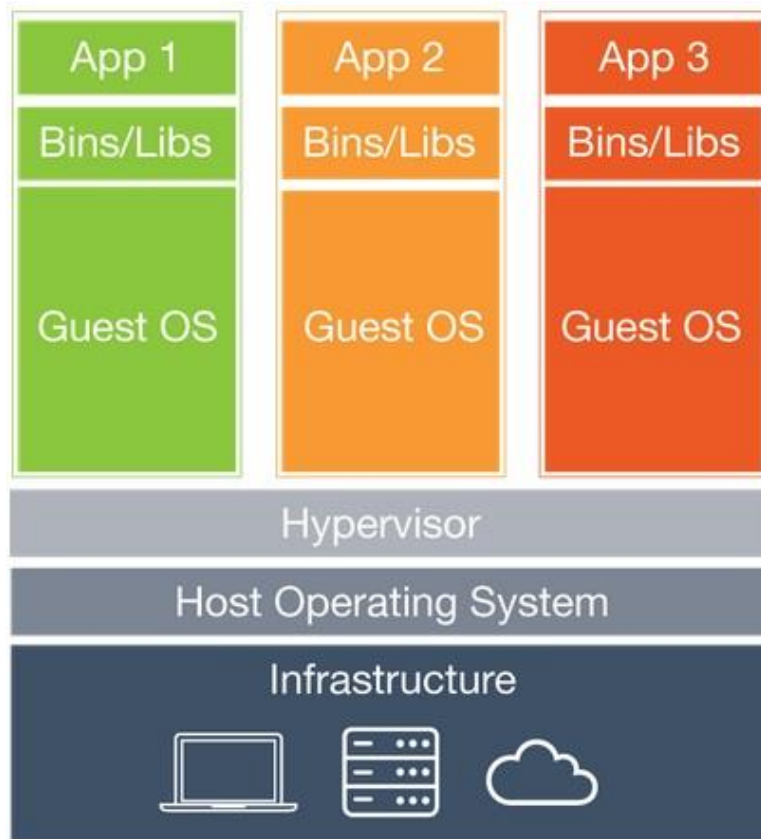 App 1
App 2
App 3
Bins/Libs
Bins/Libs
Bins/Libs
Guest OS
Guest OS
Guest OS
Hypervisor
Host Operating System
Infrastructure